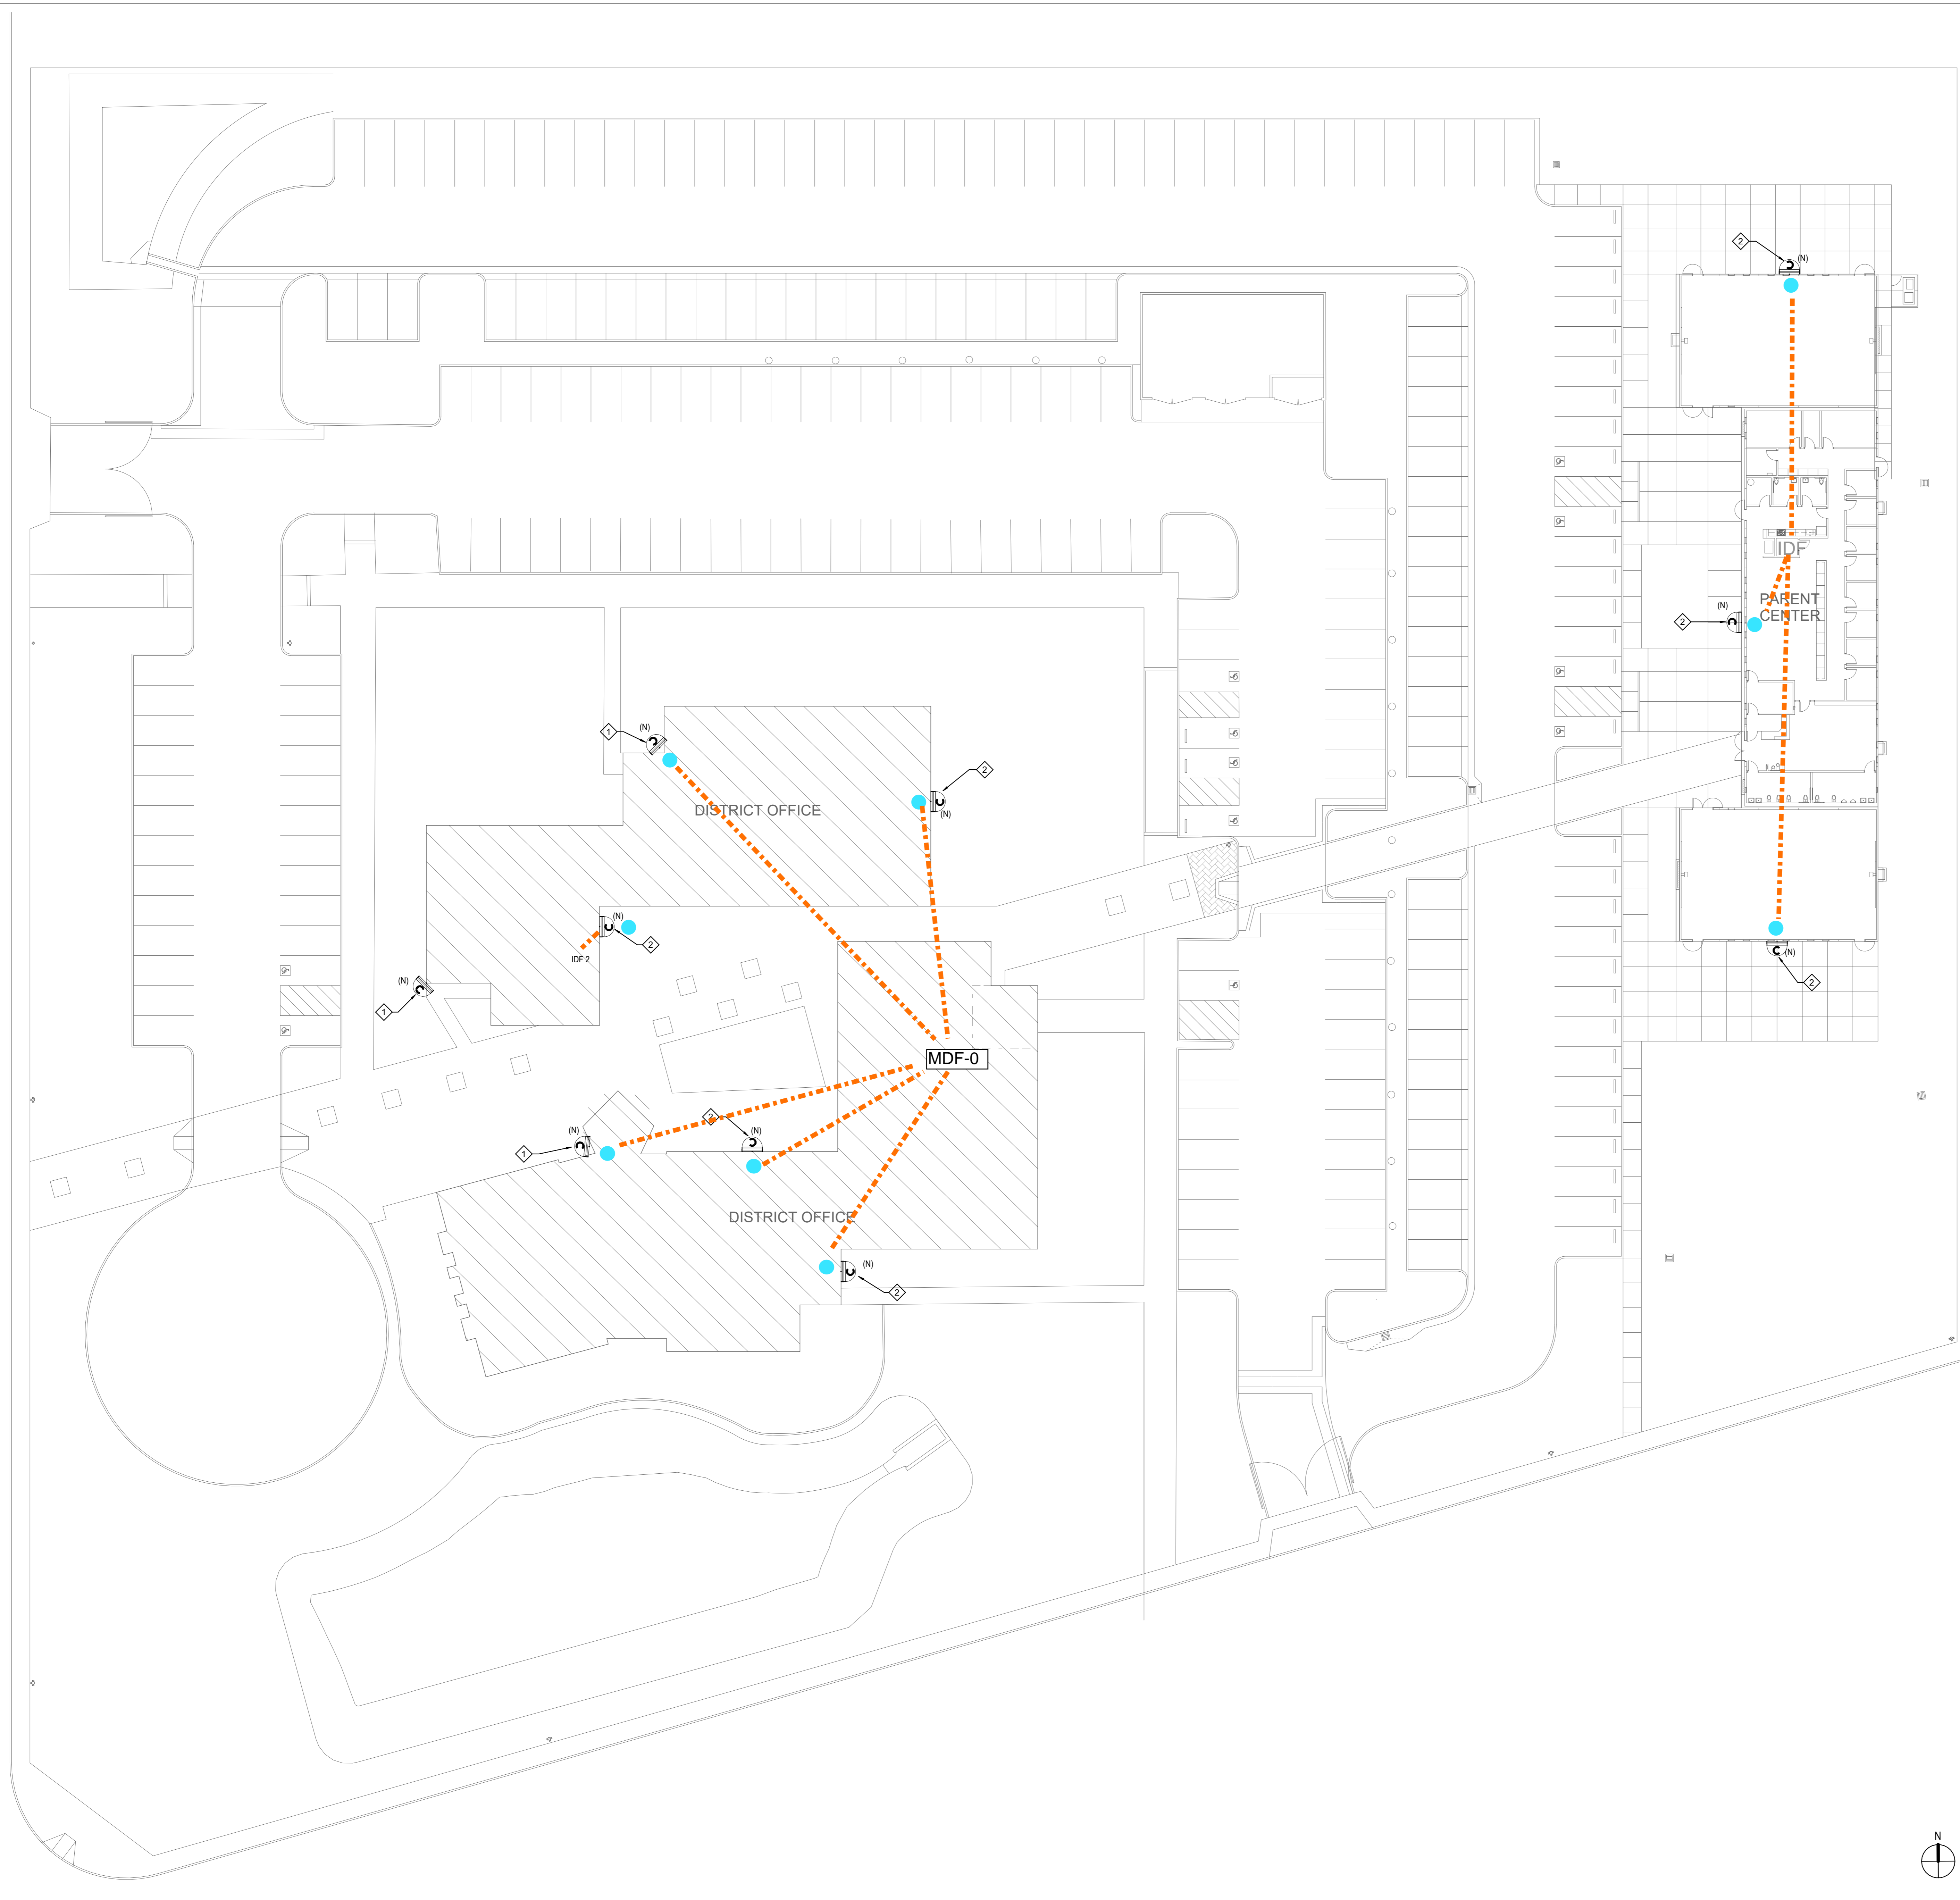 2
(N)
IDF
PARENT
CENTER
(N)
2
1
(N)
2
DISTRICT OFFICE
(N)
(N)
2
IDF 2
(N)
2
(N)
1
2
MDF-0
2
(N)
(N)
1
DISTRICT OFFICE
(N)
2
N